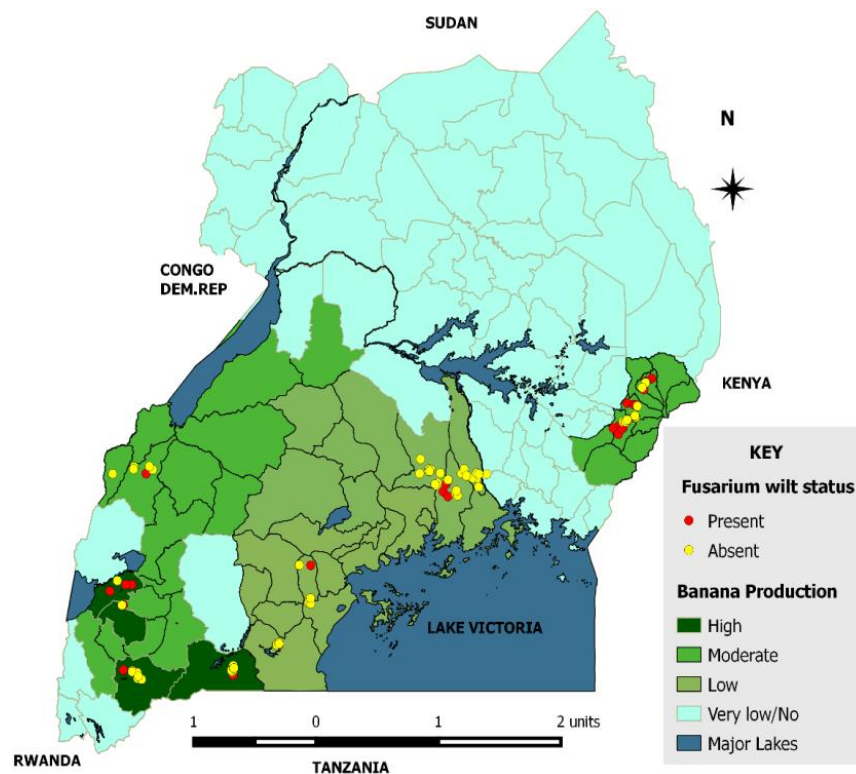 SUDAN
N
CONGO
DEM.REP
KENYA
KEY
Fusarium wilt status
Present
Absent
Banana Production
High
Moderate
Low
Very low/No
Major Lakes
LAKE VICTORIA
1 0 1 2 units
RWANDA
TANZANIA